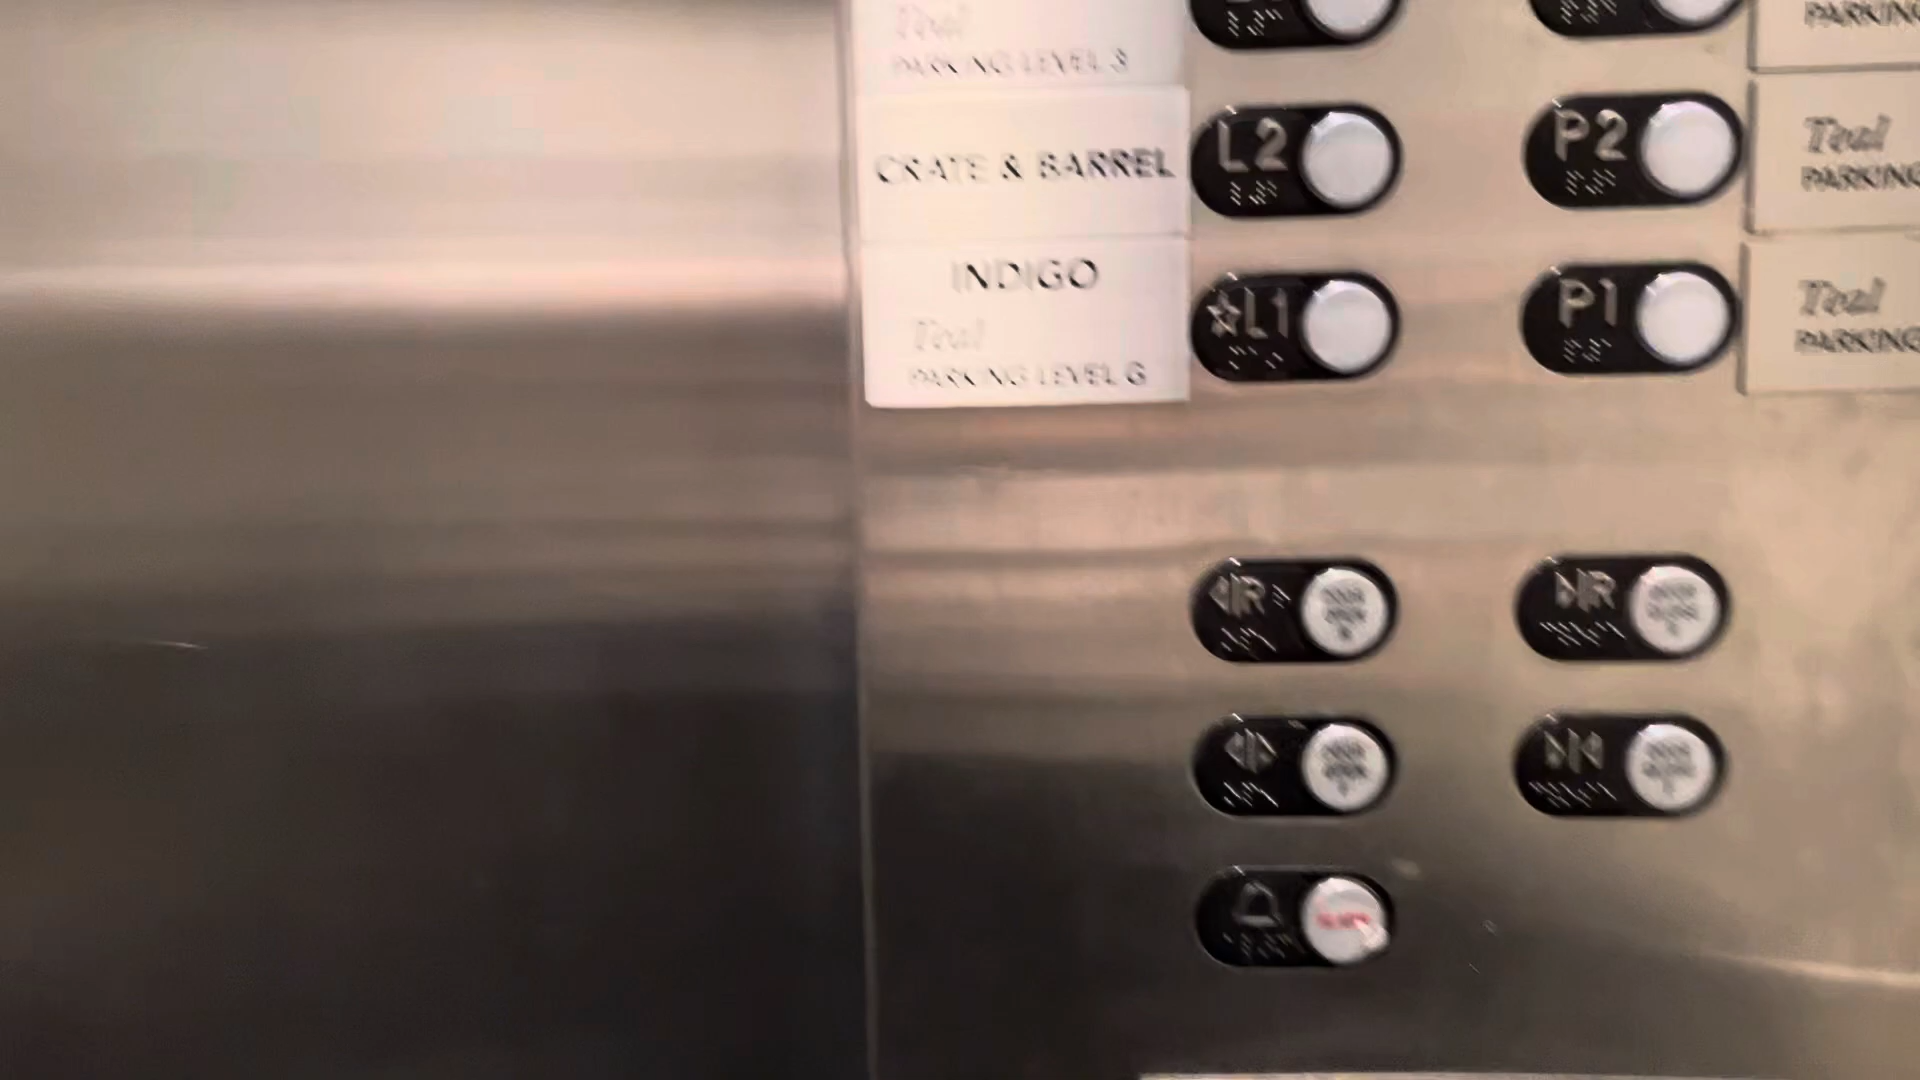 Teal
PARKING LEVEL 3
CRATE & BARREL
L2
P2
Teal
PARKING
INDIGO
Teal
PARKING LEVEL G
☆L1
P1
Teal
PARKING
PARKING
R
R